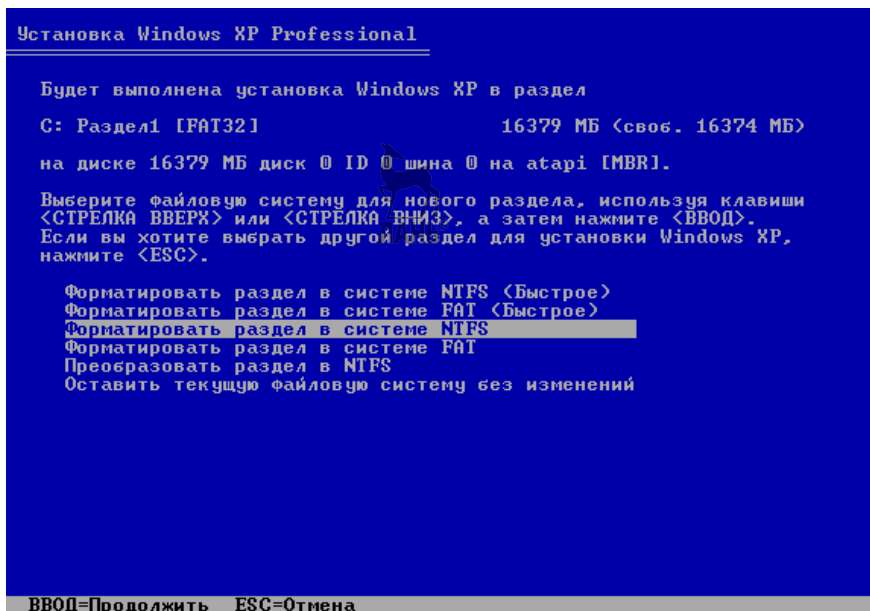 Установка Windows XP Professional
Будет выполнена установка Windows XP в раздел
C: Раздел1 [FAT32] 16379 МБ (своб. 16374 МБ)
на диске 16379 МБ диск 0 ID 0 шина 0 на atapi [MBR].
Выберите файловую систему для нового раздела, используя клавиши
<СТРЕЛКА ВВЕРХ> или <СТРЕЛКА ВНИЗ>, а затем нажмите <ВВОД>.
Если вы хотите выбрать другой раздел для установки Windows XP,
нажмите <ESC>.
Форматировать раздел в системе NTFS (Быстрое)
Форматировать раздел в системе FAT (Быстрое)
Форматировать раздел в системе NTFS
Форматировать раздел в системе FAT
Преобразовать раздел в NTFS
Оставить текущую файловую систему без изменений
ВВОД=Продолжить ESC=Отмена